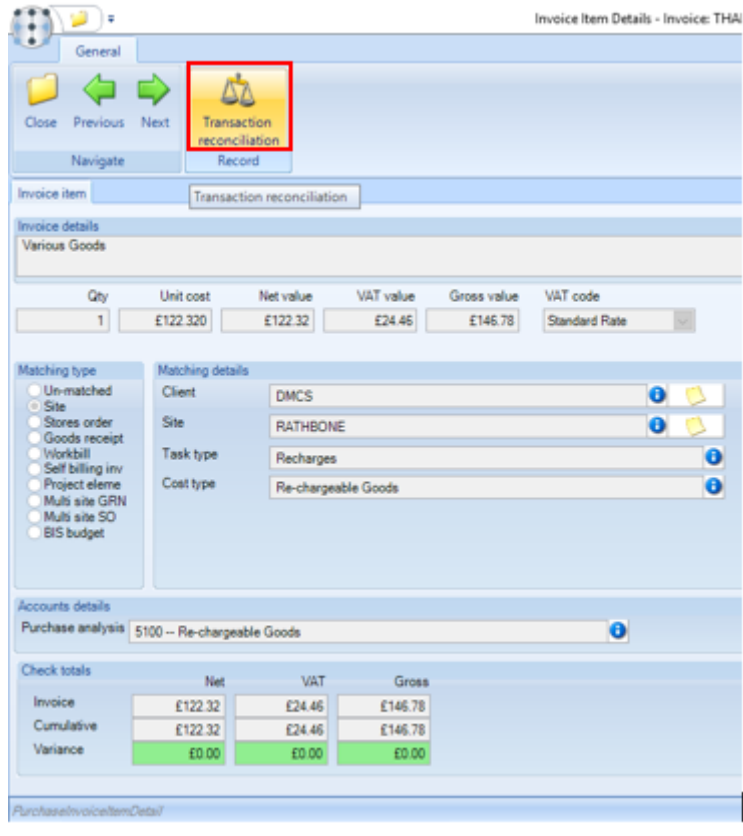 Invoice Item Details - Invoice: THA
General
Close Previous Next Transaction reconciliation
Navigate Record
Invoice item
Transaction reconciliation
Invoice details
Various Goods
Qty Unit cost Net value VAT value Gross value VAT code
1 £122.320 £122.32 £24.46 £146.78 Standard Rate
Matching type
Un-matched
Site
Stores order
Goods receipt
Workbill
Self billing inv
Project eleme
Multi site GRN
Multi site SO
BIS budget
Matching details
Client DMCS
Site RATHBONE
Task type Recharges
Cost type Re-chargeable Goods
Accounts details
Purchase analysis 5100 -- Re-chargeable Goods
Check totals
Net VAT Gross
Invoice £122.32 £24.46 £146.78
Cumulative £122.32 £24.46 £146.78
Variance £0.00 £0.00 £0.00
PurchaseInvoiceItemDetail